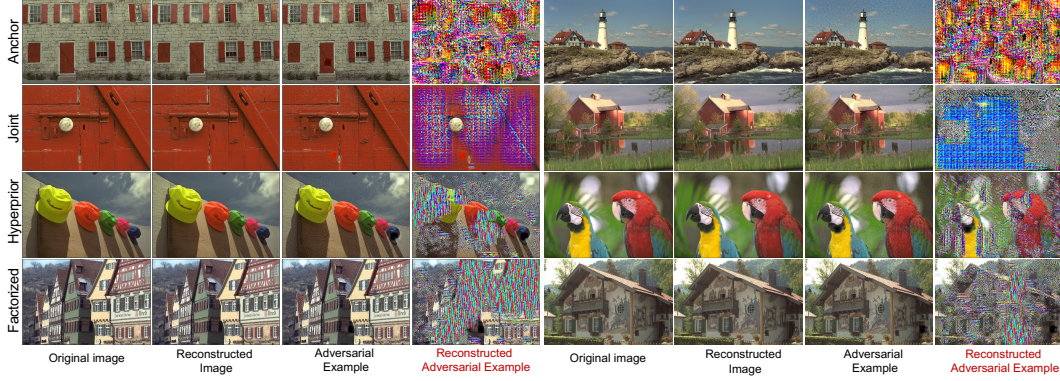 Anchor
Joint
Hyperprior
Factorized
Original image
Reconstructed
Image
Adversarial
Example
Reconstructed
Adversarial Example
Original image
Reconstructed
Image
Adversarial
Example
Reconstructed
Adversarial Example